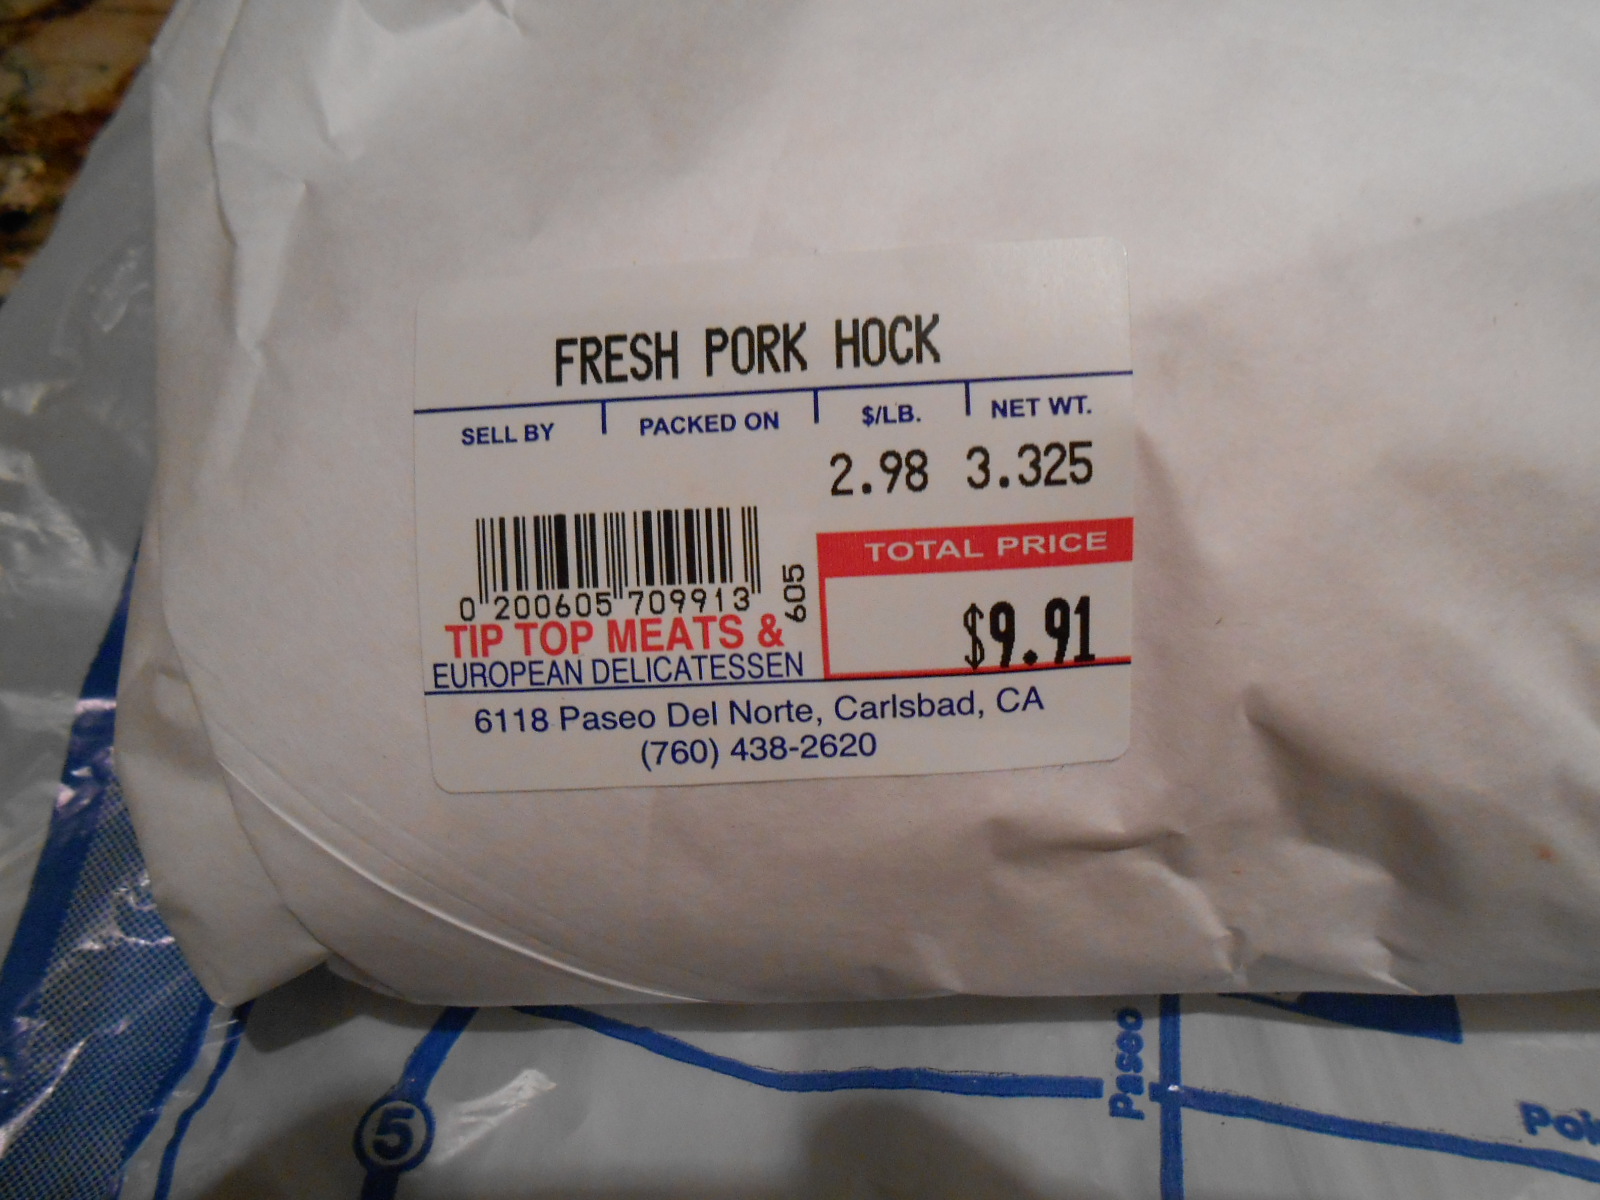 FRESH PORK HOCK
SELL BY PACKED ON $/LB. NET WT.
2.98 3.325
TOTAL PRICE
$9.91
0 200605 709913
605
TIP TOP MEATS &
EUROPEAN DELICATESSEN
6118 Paseo Del Norte, Carlsbad, CA
(760) 438-2620
5
Paseo